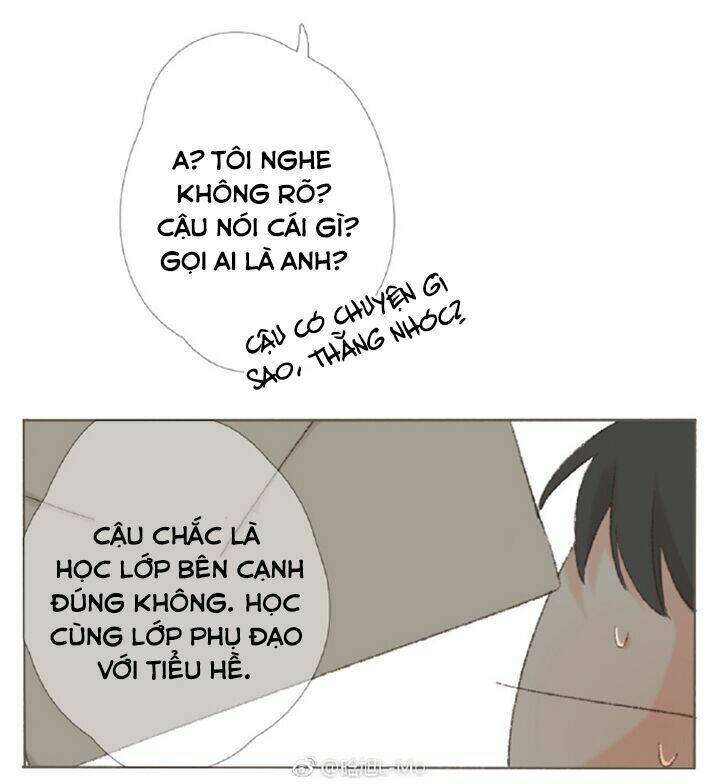 A? TÔI NGHE
KHÔNG RÕ?
CẬU NÓI CÁI GÌ?
GỌI AI LÀ ANH?
CẬU CÓ CHUYỆN GÌ
SAO, THẰNG NHÓC?
CẬU CHẮC LÀ
HỌC LỚP BÊN CẠNH
ĐÚNG KHÔNG. HỌC
CÙNG LỚP PHỤ ĐẠO
VỚI TIỂU HỀ.